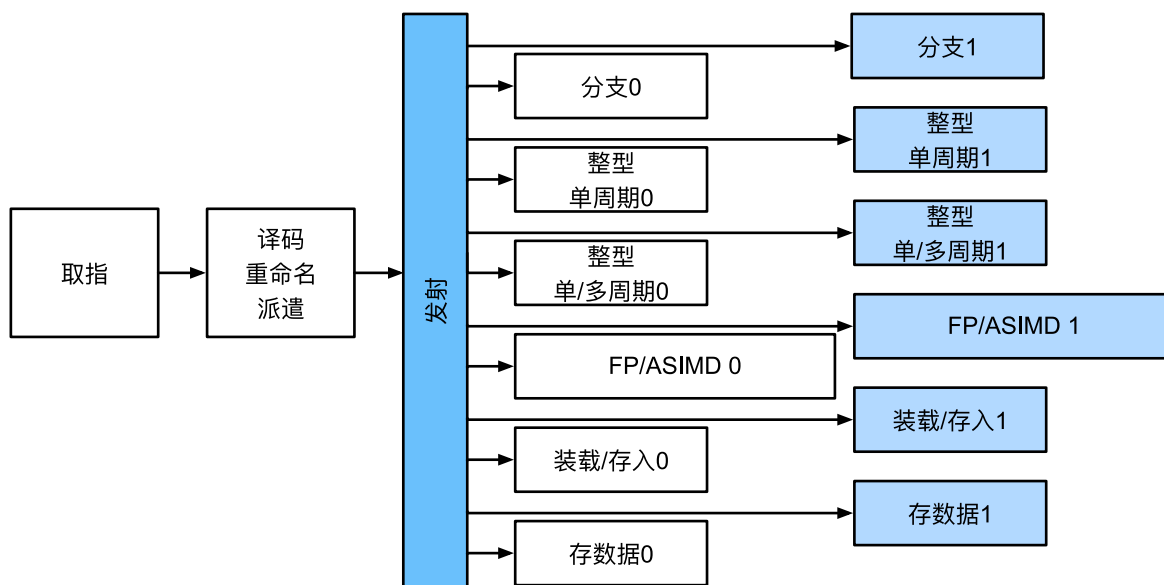 取指
译码
重命名
派遣
发射
分支1
分支0
整型
单周期1
整型
单周期0
整型
单/多周期1
整型
单/多周期0
FP/ASIMD 1
FP/ASIMD 0
装载/存入1
装载/存入0
存数据1
存数据0